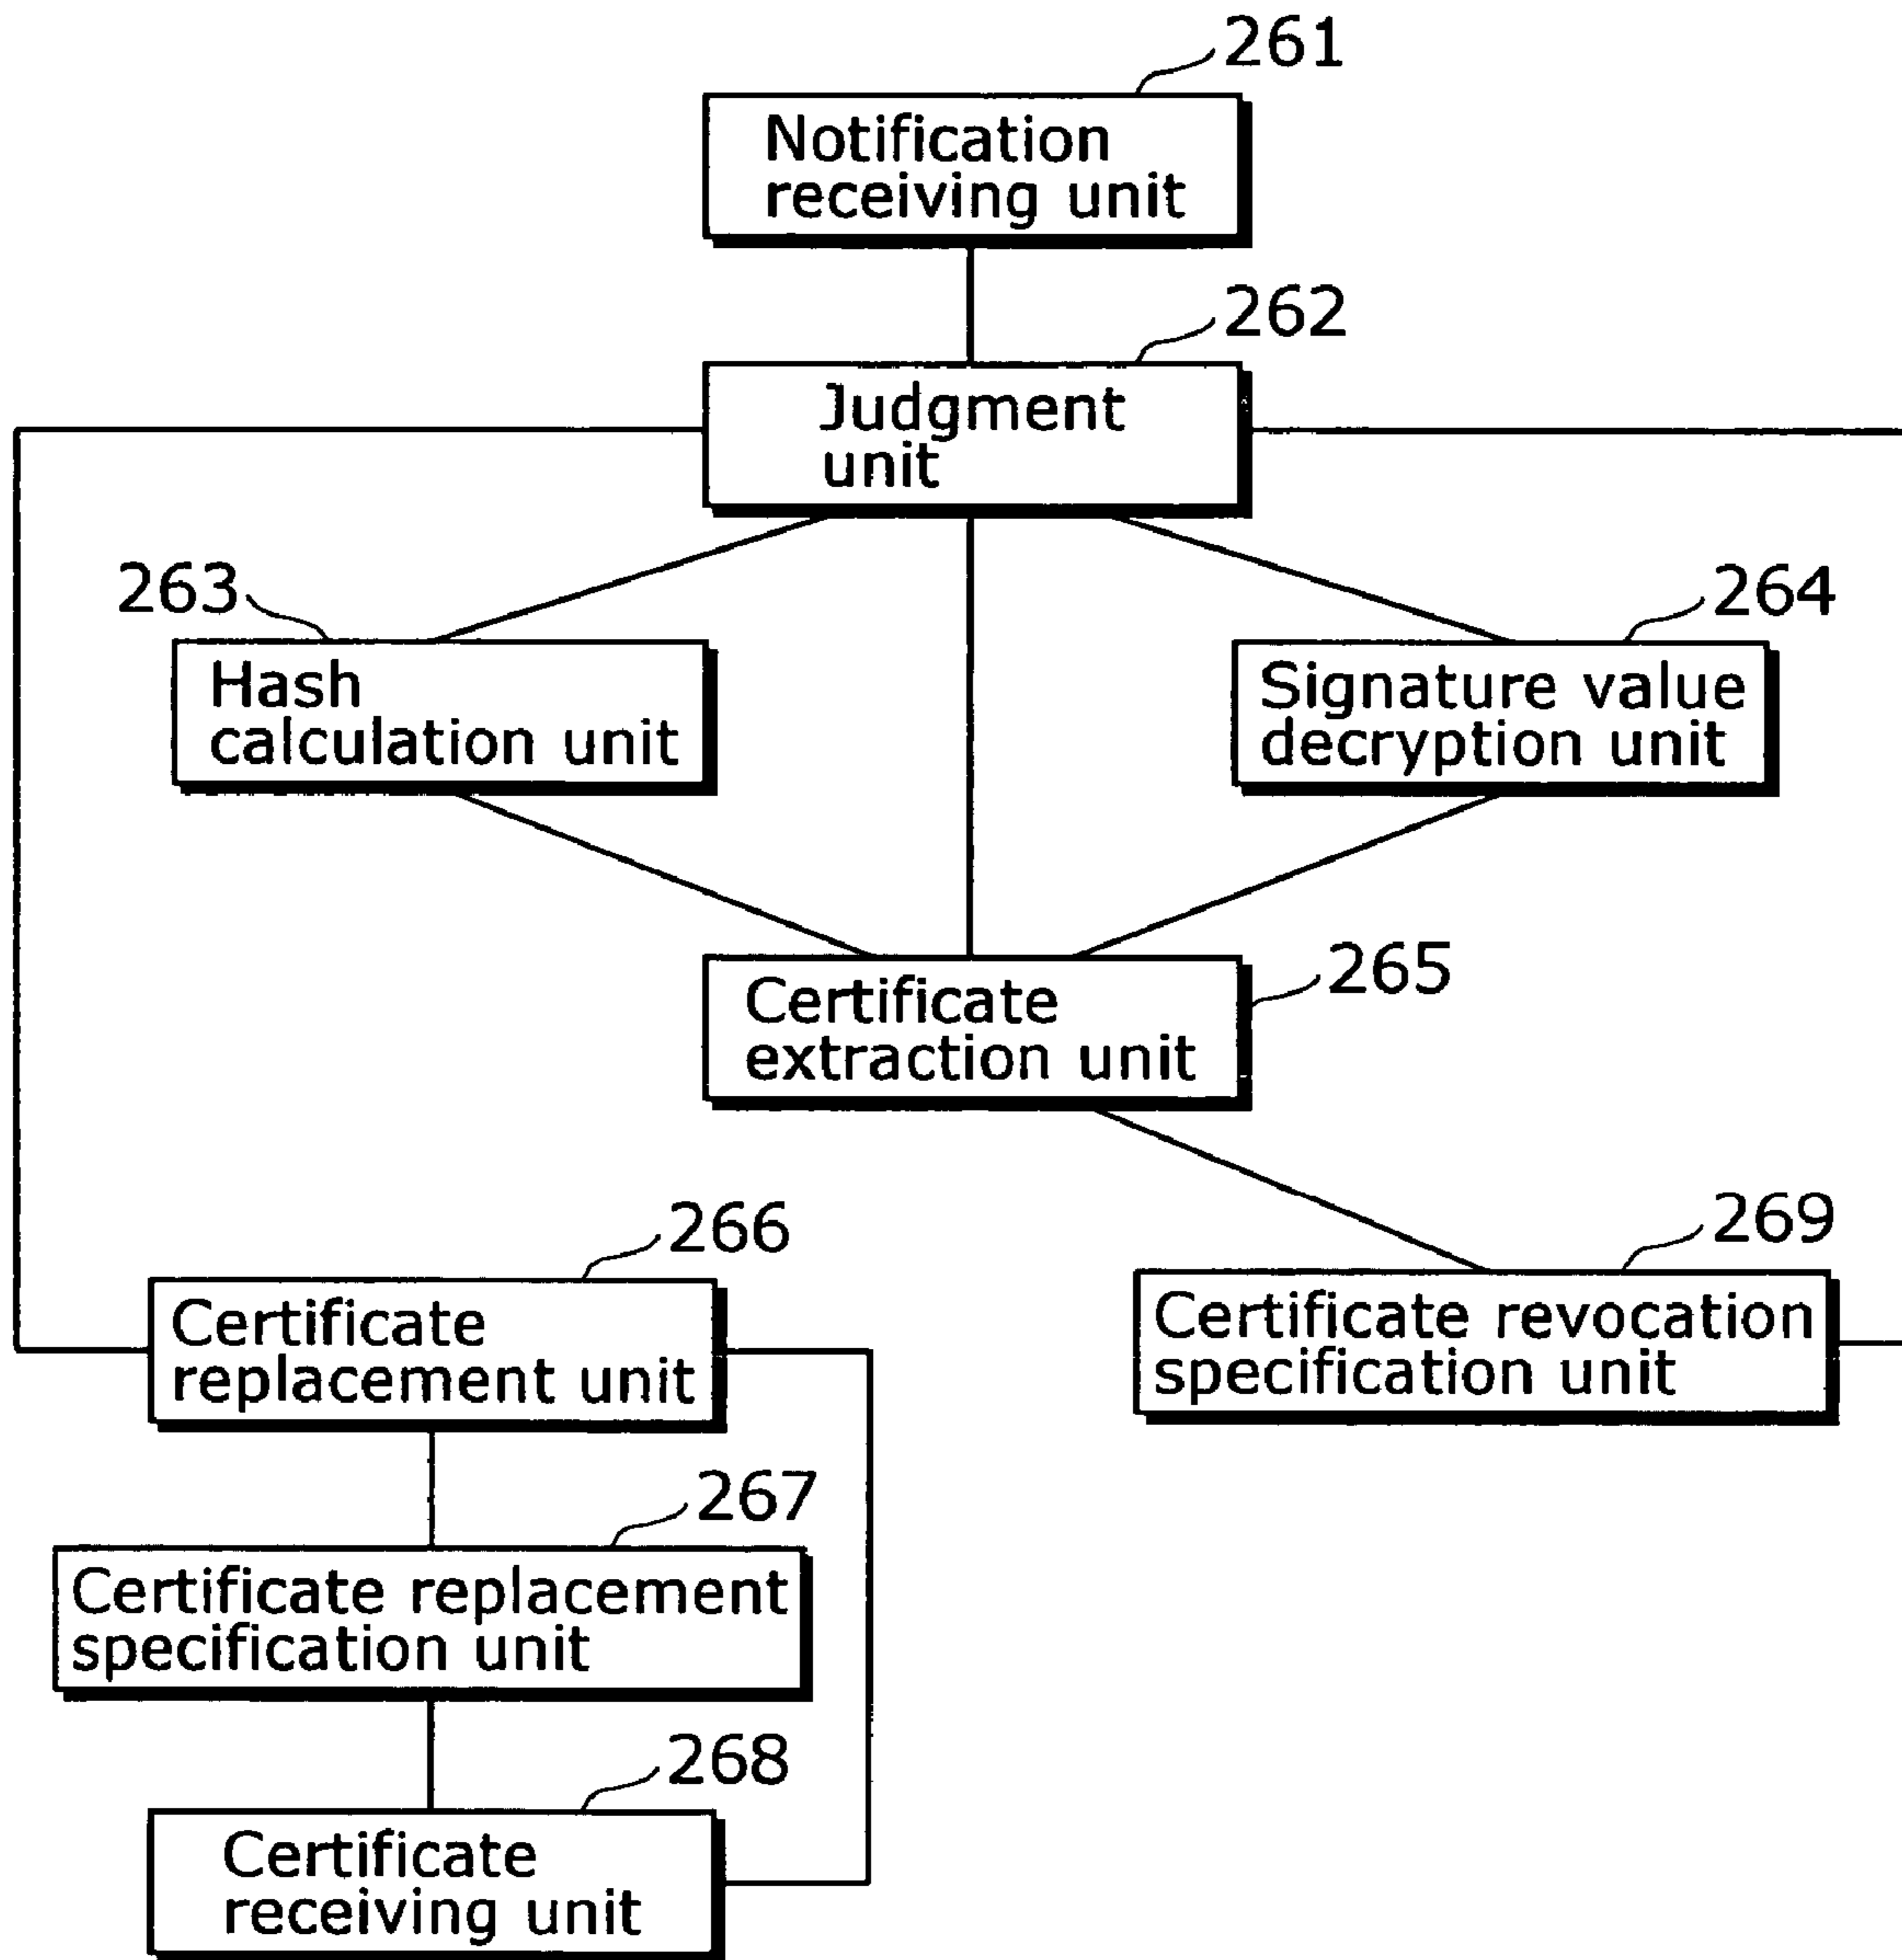 261
Notification
receiving unit
262
Judgment
unit
263
Hash
calculation unit
264
Signature value
decryption unit
265
Certificate
extraction unit
266
Certificate
replacement unit
269
Certificate revocation
specification unit
267
Certificate replacement
specification unit
268
Certificate
receiving unit